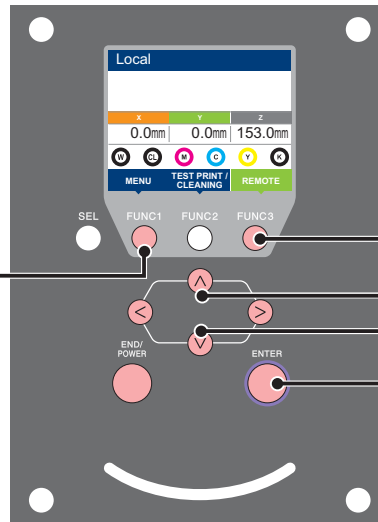 Local
X Y Z
0.0mm 0.0mm 153.0mm
W CL M C Y K
MENU TEST PRINT / CLEANING REMOTE
SEL FUNC1 FUNC2 FUNC3
END/
POWER
ENTER